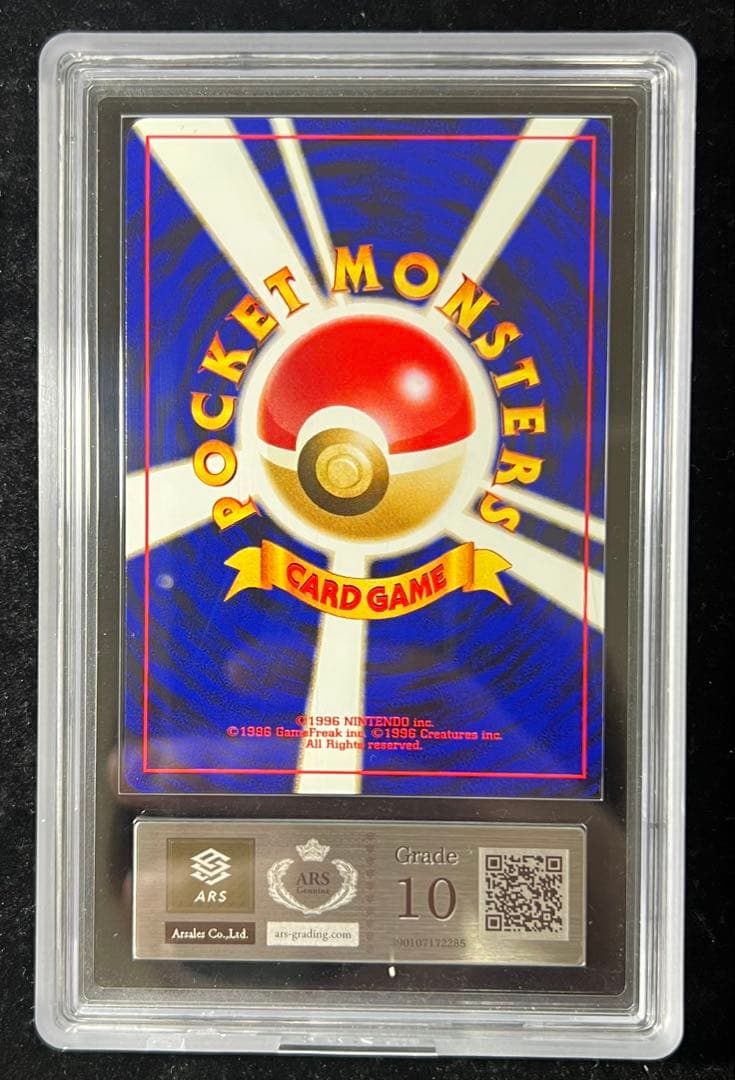 POCKET MONSTERS
CARD GAME
©1996 NINTENDO inc.
©1996 GameFreak inc. ©1996 Creatures inc.
All Rights reserved.
ARS
Arsales Co.,Ltd.
ARS
Genuine
ars-grading.com
Grade
10